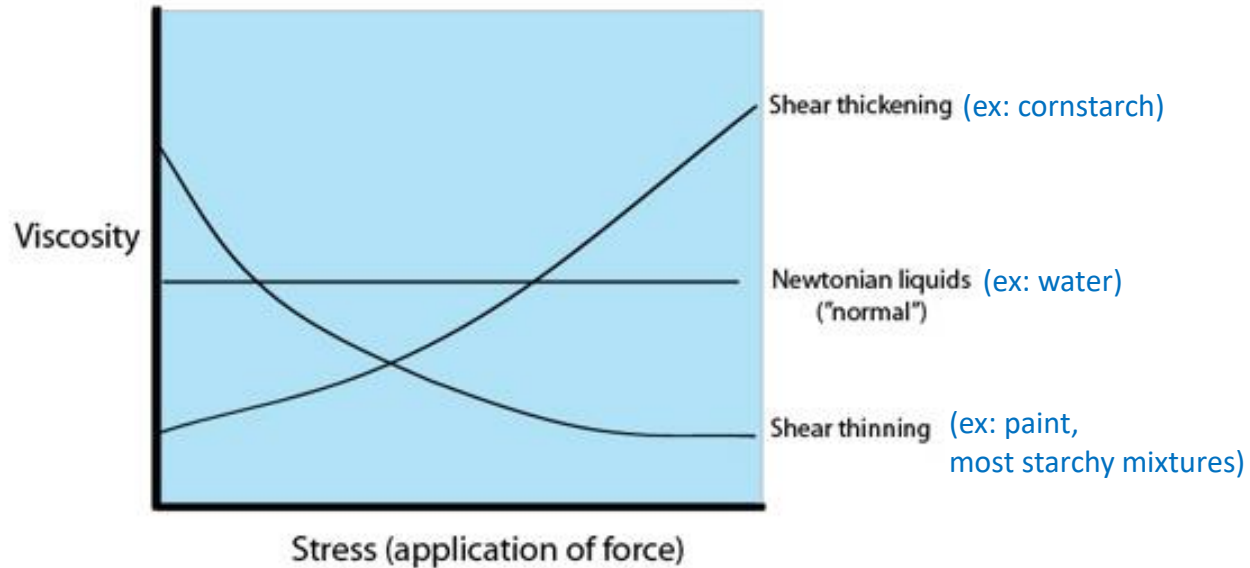 Shear thickening (ex: cornstarch)
Viscosity
Newtonian liquids (ex: water)
("normal")
Shear thinning (ex: paint,
most starchy mixtures)
Stress (application of force)